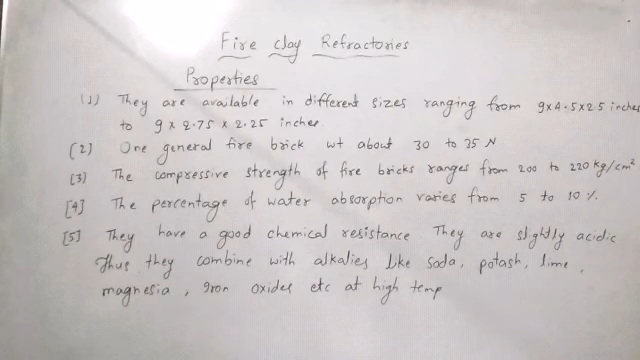 Fire clay Refractories
Properties
(1) They are available in different sizes ranging from 9x4.5x2.5 inches
to 9 x 2.75 x 2.25 inches.
[2] One general fire brick wt about 30 to 35 N
[3] The compressive strength of fire bricks ranges from 200 to 220 kg/cm²
[4] The percentage of water absorption varies from 5 to 10 %.
[5] They have a good chemical resistance They are slightly acidic
Thus they combine with alkalies like soda, potash, lime,
magnesia, Iron oxides etc at high temp